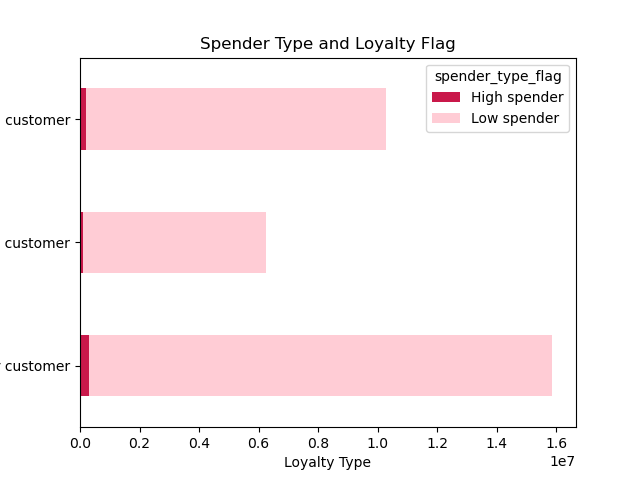 Spender Type and Loyalty Flag
spender_type_flag
High spender
Low spender
customer
customer
customer
0.0 0.2 0.4 0.6 0.8 1.0 1.2 1.4 1.6
1e7
Loyalty Type